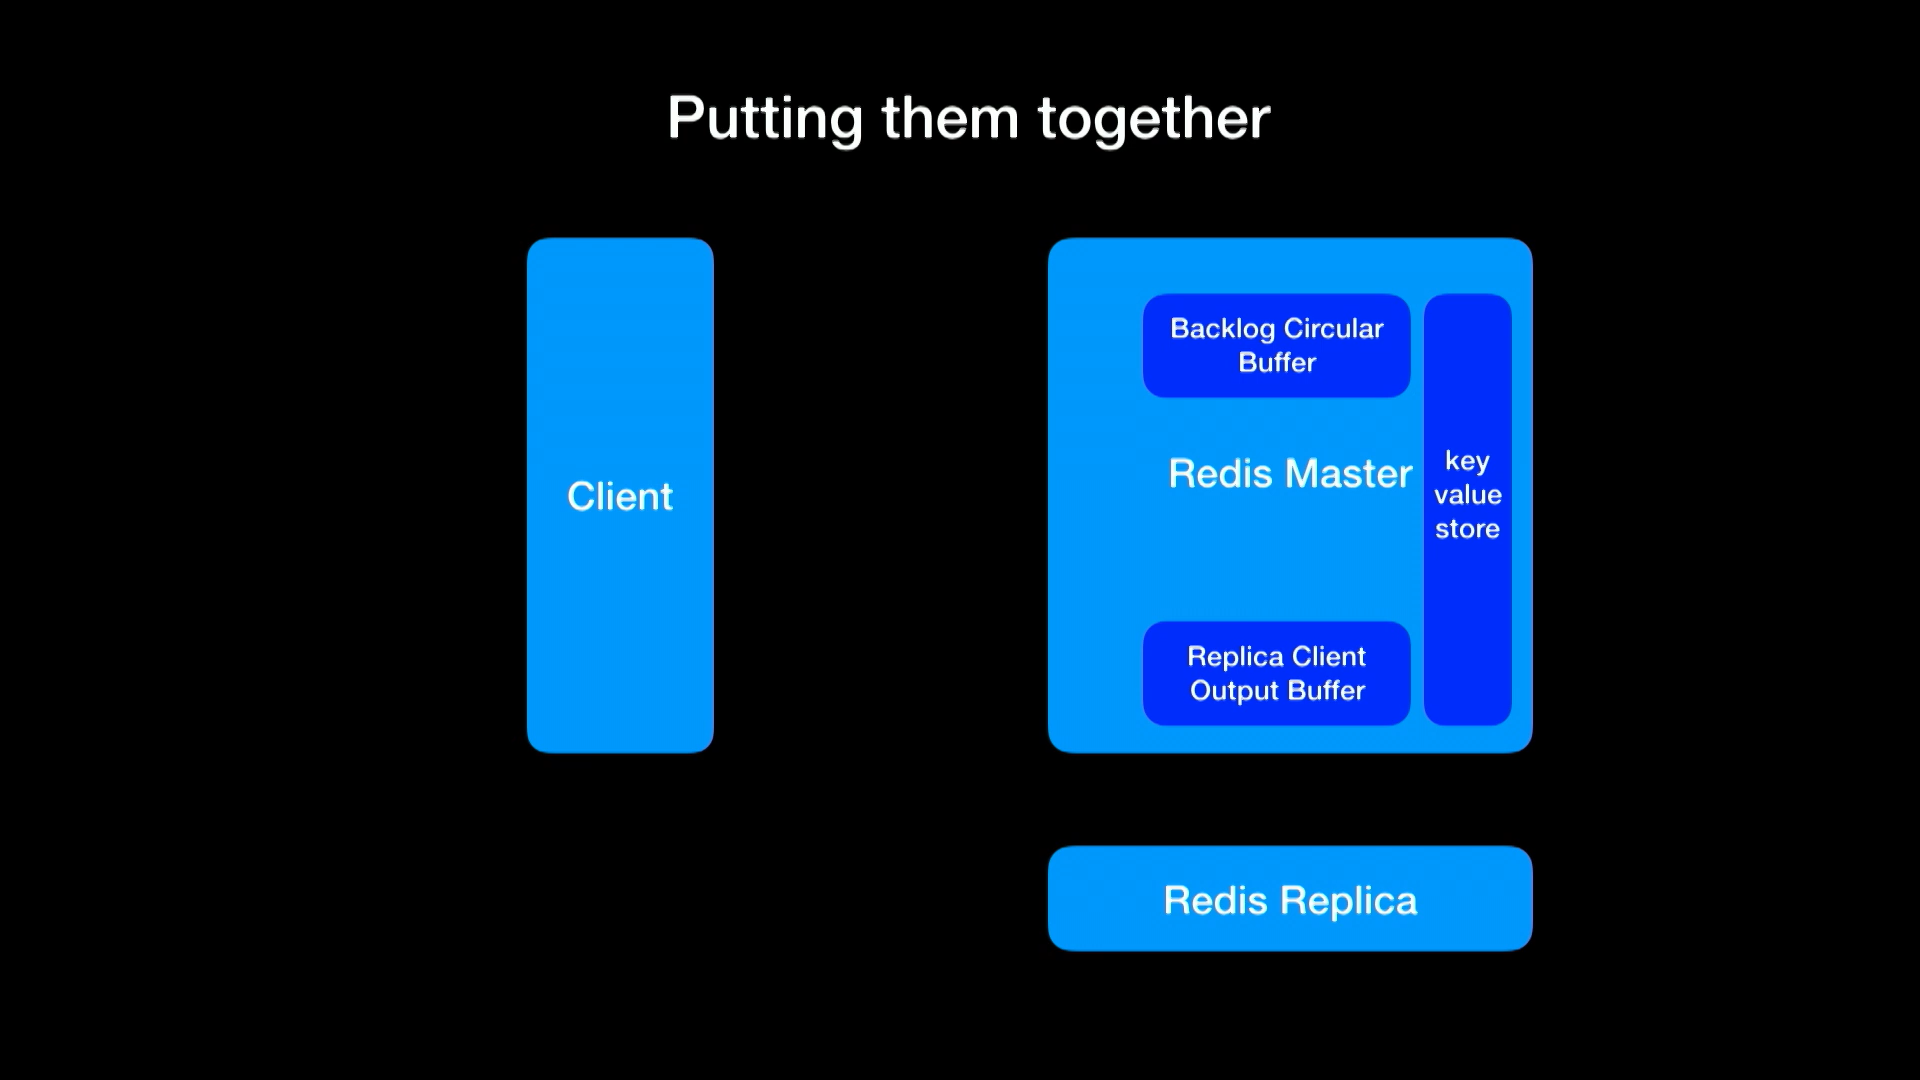 Putting them together
Client
Backlog Circular
Buffer
Redis Master
key
value
store
Replica Client
Output Buffer
Redis Replica